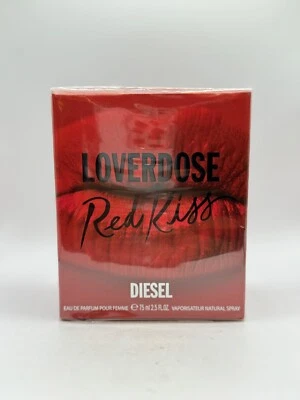 LOVERDOSE
Red Kiss
DIESEL
EAU DE PARFUM POUR FEMME ℮ 75 ml 2.5 FL.OZ. VAPORISATEUR NATURAL SPRAY